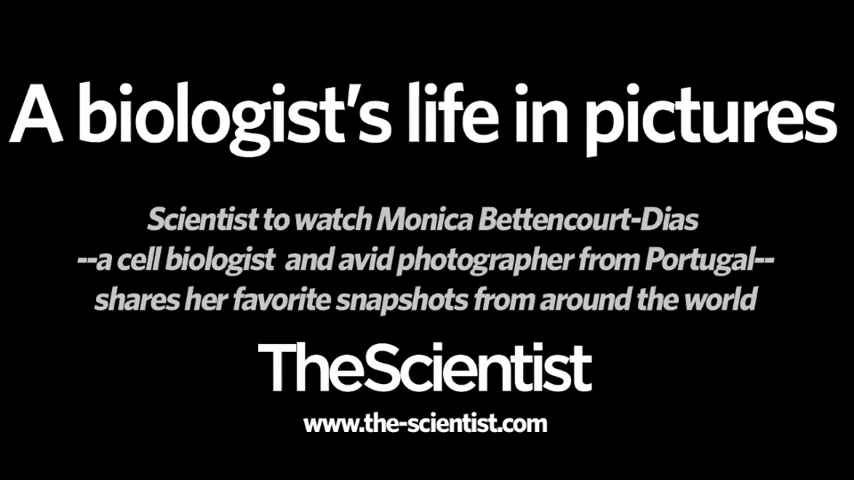 A biologist's life in pictures
Scientist to watch Monica Bettencourt-Dias
--a cell biologist and avid photographer from Portugal--
shares her favorite snapshots from around the world
TheScientist
www.the-scientist.com